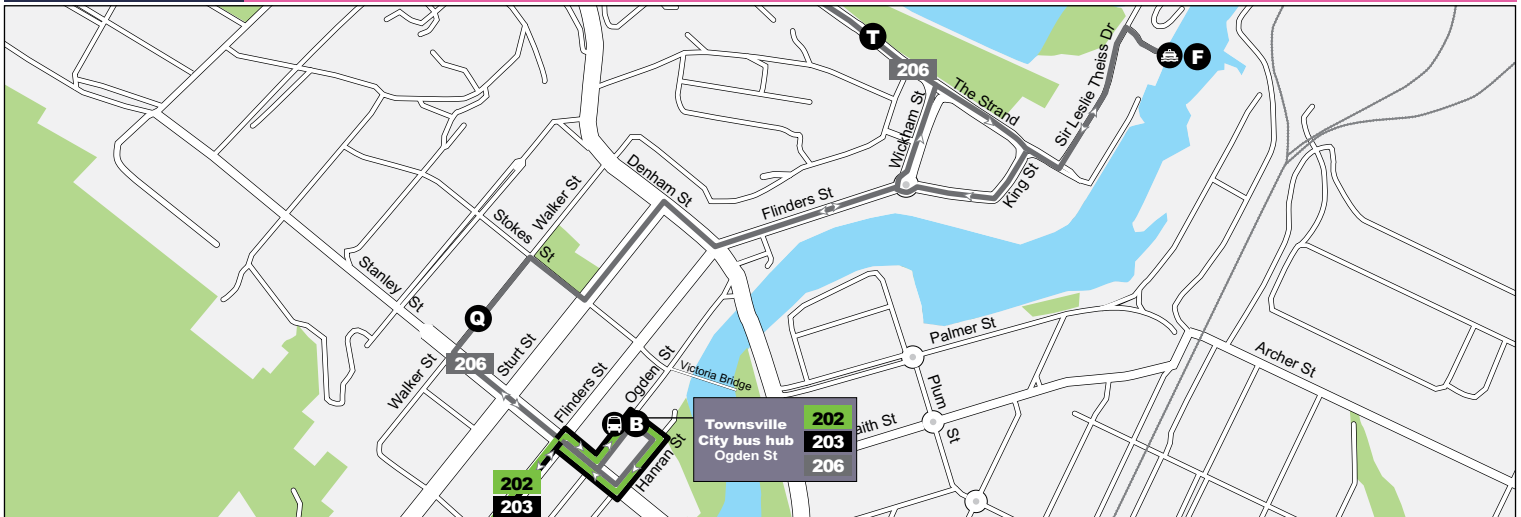 T
206
F
The Strand
Sir Leslie Theiss Dr
Wickham St
King St
Denham St
Flinders St
Walker St
Stokes St
Stanley St
Q
206
Sturt St
Walker St
Flinders St
Ogden St
Victoria Bridge
Palmer St
Plum St
Archer St
aith St
B
Hanran St
Townsville
City bus hub
Ogden St
202
203
206
202
203